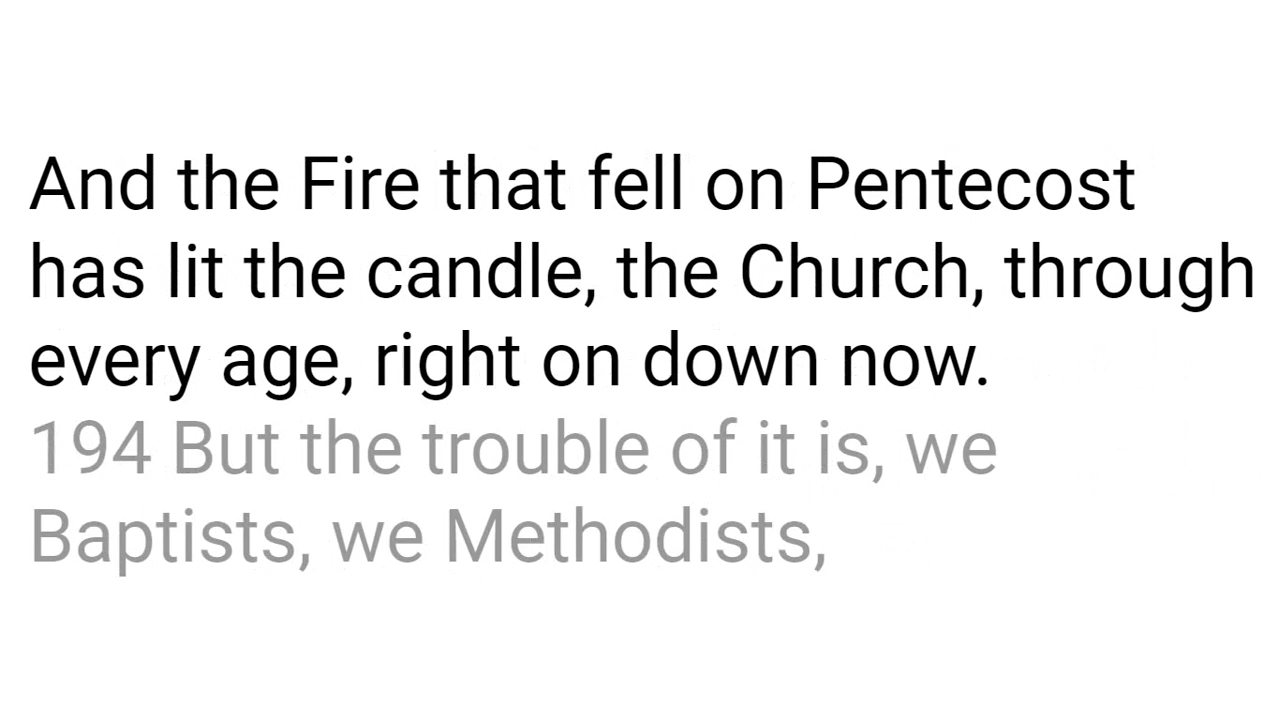 And the Fire that fell on Pentecost
has lit the candle, the Church, through
every age, right on down now.
194 But the trouble of it is, we
Baptists, we Methodists,